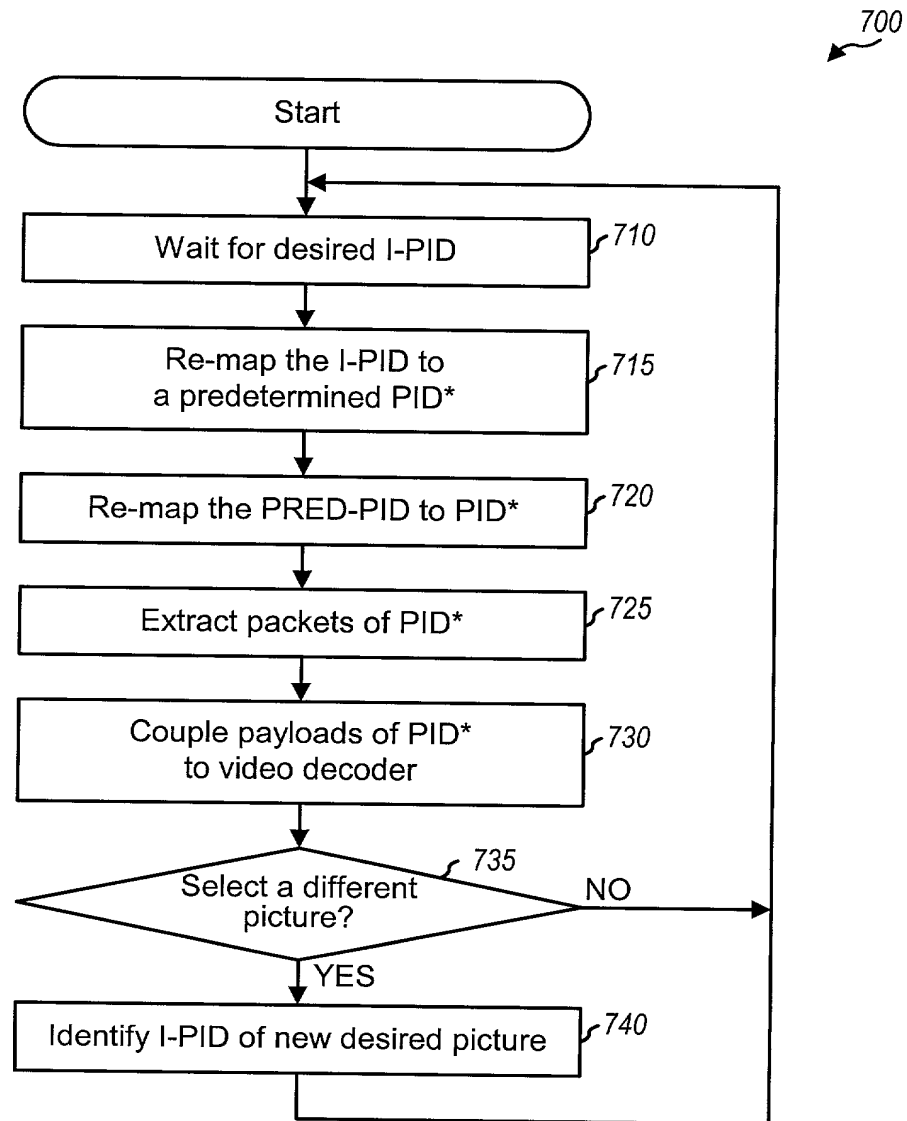 700
Start
Wait for desired I-PID
710
Re-map the I-PID to
a predetermined PID*
715
Re-map the PRED-PID to PID*
720
Extract packets of PID*
725
Couple payloads of PID*
to video decoder
730
735
Select a different
picture?
NO
YES
Identify I-PID of new desired picture
740